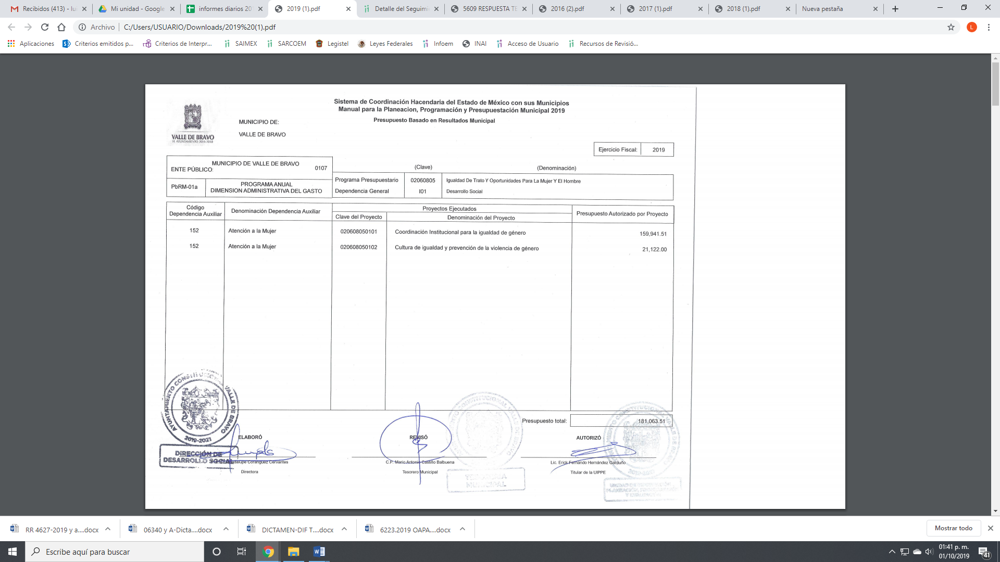 Recibidos (413) - lui
Mi unidad - Google
informes diarios 201
2019 (1).pdf
Detalle del Seguimi
5609 RESPUESTA TE
2016 (2).pdf
2017 (1).pdf
2018 (1).pdf
Nueva pestaña
Archivo
C:/Users/USUARIO/Downloads/2019%20(1).pdf
L
Aplicaciones
Criterios emitidos p...
Criterios de Interpr...
SAIMEX
SARCOEM
Legistel
Leyes Federales
Infoem
INAI
Acceso de Usuario
Recursos de Revisió...
Sistema de Coordinación Hacendaria del Estado de México con sus Municipios
Manual para la Planeacion, Programación y Presupuestación Municipal 2019
Presupuesto Basado en Resultados Municipal
VALLE DE BRAVO
H. AYUNTAMIENTO 2016-2018
MUNICIPIO DE:
VALLE DE BRAVO
Ejercicio Fiscal: 2019
ENTE PÚBLICO: MUNICIPIO DE VALLE DE BRAVO 0107
PbRM-01a
PROGRAMA ANUAL
DIMENSION ADMINISTRATIVA DEL GASTO
(Clave) (Denominación)
Programa Presupuestario 02060805 Igualdad De Trato Y Oportunidades Para La Mujer Y El Hombre
Dependencia General I01 Desarrollo Social
Código Dependencia Auxiliar
Denominación Dependencia Auxiliar
Proyectos Ejecutados
Clave del Proyecto
Denominación del Proyecto
Presupuesto Autorizado por Proyecto
152 Atención a la Mujer 020608050101 Coordinación Institucional para la igualdad de género 159,941.51
152 Atención a la Mujer 020608050102 Cultura de igualdad y prevención de la violencia de género 21,122.00
Presupuesto total: 181,063.51
AYUNTAMIENTO CONSTITUCIONAL VALLE DE BRAVO
2019-2021
DIRECCIÓN DE
DESARROLLO SOCIAL
ELABORÓ
Coranguez Cervantes
Directora
REVISÓ
C.P. Mario Antonio Castillo Balbuena
Tesorero Municipal
TESORERIA
MUNICIPAL
AUTORIZÓ
Lic. Erick Fernando Hernández Garduño
Titular de la UIPPE
2019-2021
RR 4627-2019 y a....docx
06340 y A-Dicta....docx
DICTAMEN-DIF T....docx
6223.2019 OAPA....docx
Mostrar todo
Escribe aquí para buscar
01:41 p. m.
01/10/2019
41